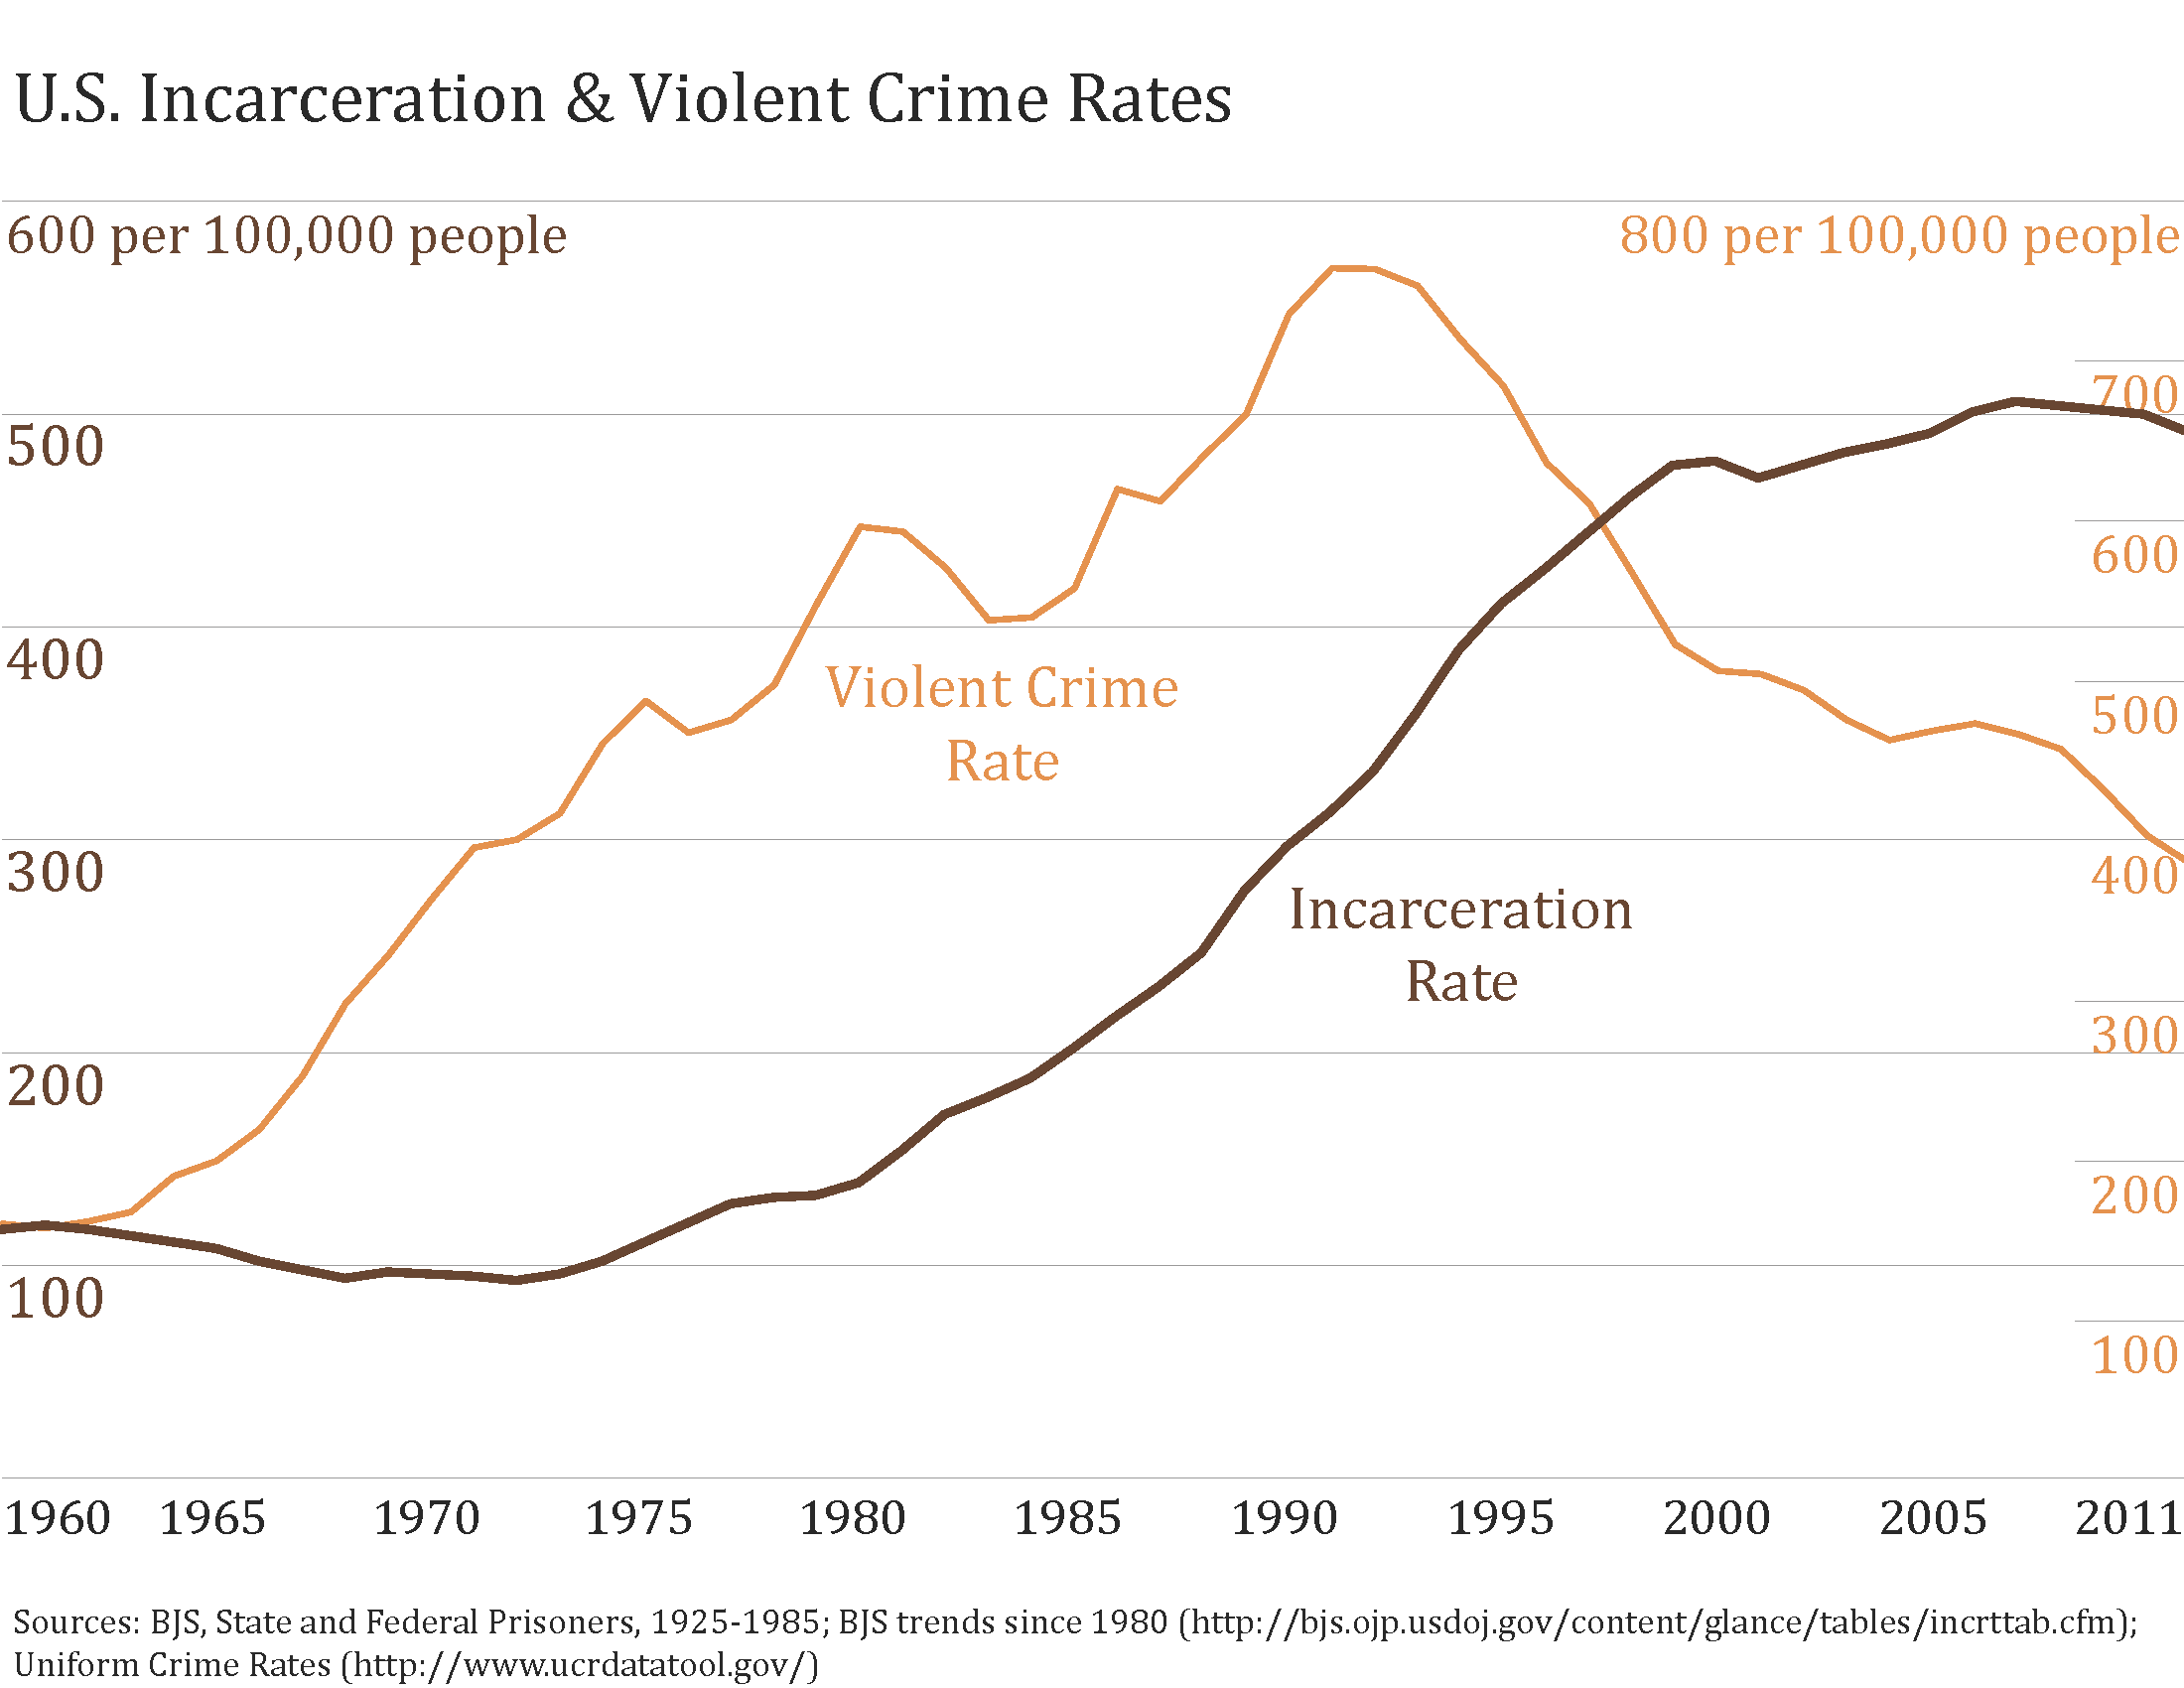 U.S. Incarceration & Violent Crime Rates
600 per 100,000 people
800 per 100,000 people
700
500
600
400
Violent Crime
Rate
500
300
400
Incarceration
Rate
300
200
200
100
100
1960 1965 1970 1975 1980 1985 1990 1995 2000 2005 2011
Sources: BJS, State and Federal Prisoners, 1925-1985; BJS trends since 1980 (http://bjs.ojp.usdoj.gov/content/glance/tables/incrttab.cfm);
Uniform Crime Rates (http://www.ucrdatatool.gov/)